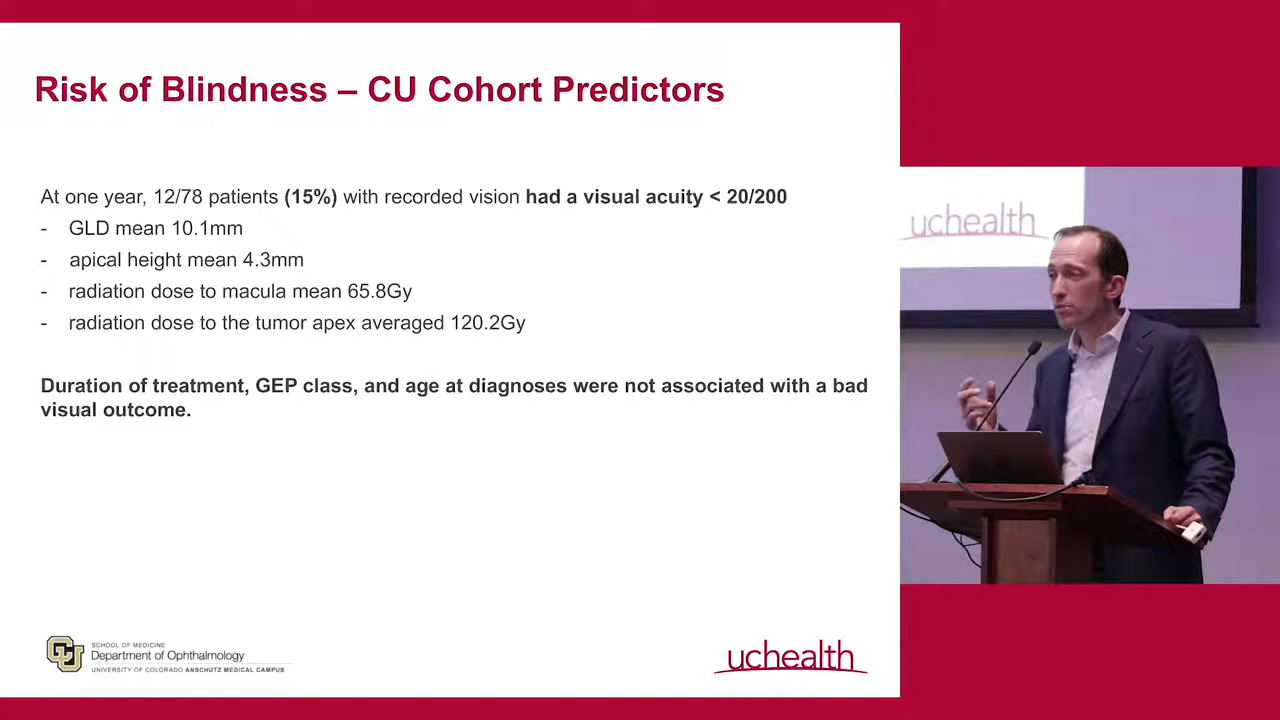 Risk of Blindness – CU Cohort Predictors
At one year, 12/78 patients (15%) with recorded vision had a visual acuity < 20/200
- GLD mean 10.1mm
- apical height mean 4.3mm
- radiation dose to macula mean 65.8Gy
- radiation dose to the tumor apex averaged 120.2Gy
Duration of treatment, GEP class, and age at diagnoses were not associated with a bad
visual outcome.
uchealth
CU
SCHOOL OF MEDICINE
Department of Ophthalmology
UNIVERSITY OF COLORADO ANSCHUTZ MEDICAL CAMPUS
uchealth